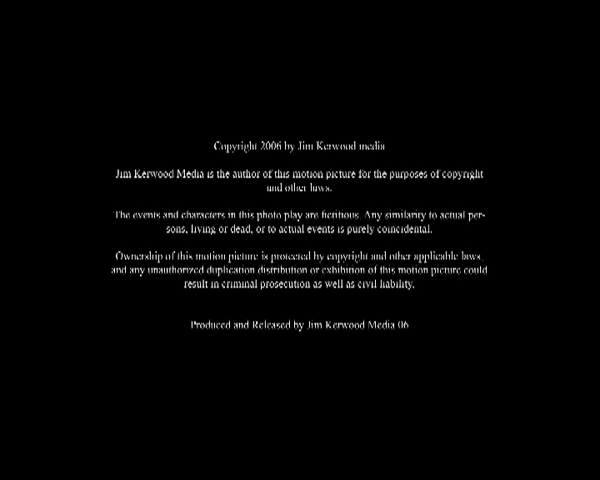 Copyright 2006 by Jim Kerwood media
Jim Kerwood Media is the author of this motion picture for the purposes of copyright
and other laws.
The events and characters in this photo play are fictitious. Any similarity to actual per-
sons, living or dead, or to actual events is purely coincidental.
Ownership of this motion picture is protected by copyright and other applicable laws,
and any unauthorized duplication distribution or exhibition of this motion picture could
result in criminal prosecution as well as civil liability.
Produced and Released by Jim Kerwood Media 06